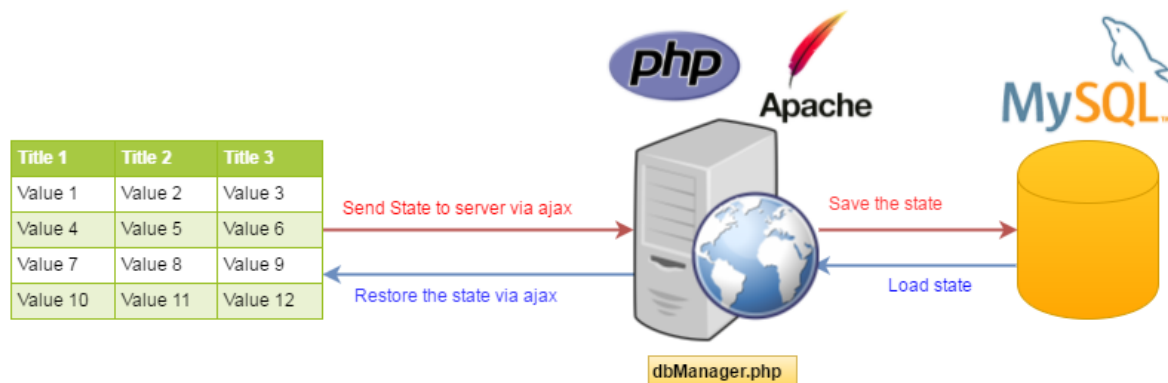 php
Apache
MySQL
Title 1 Title 2 Title 3
Value 1 Value 2 Value 3
Value 4 Value 5 Value 6
Value 7 Value 8 Value 9
Value 10 Value 11 Value 12
Send State to server via ajax
Restore the state via ajax
Save the state
Load state
dbManager.php